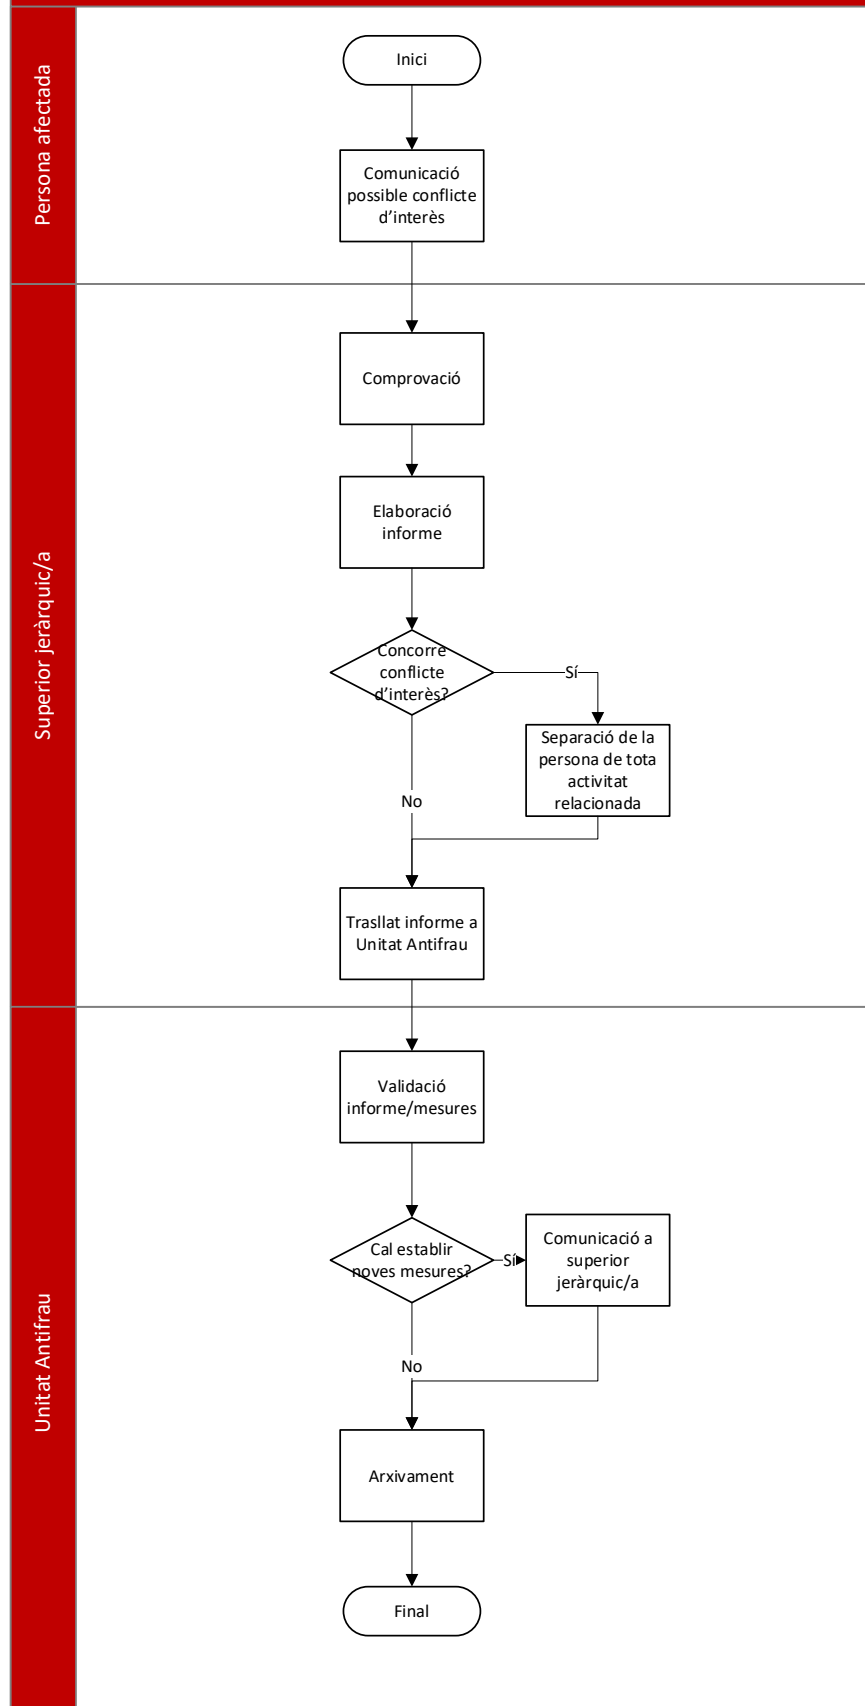 Persona afectada
Inici
Comunicació
possible conflicte
d'interès
Superior jeràrquic/a
Comprovació
Elaboració
informe
Concorre
conflicte
d'interès?
Sí
Separació de la
persona de tota
activitat
relacionada
No
Trasllat informe a
Unitat Antifrau
Unitat Antifrau
Validació
informe/mesures
Cal establir
noves mesures?
Sí
Comunicació a
superior
jeràrquic/a
No
Arxivament
Final